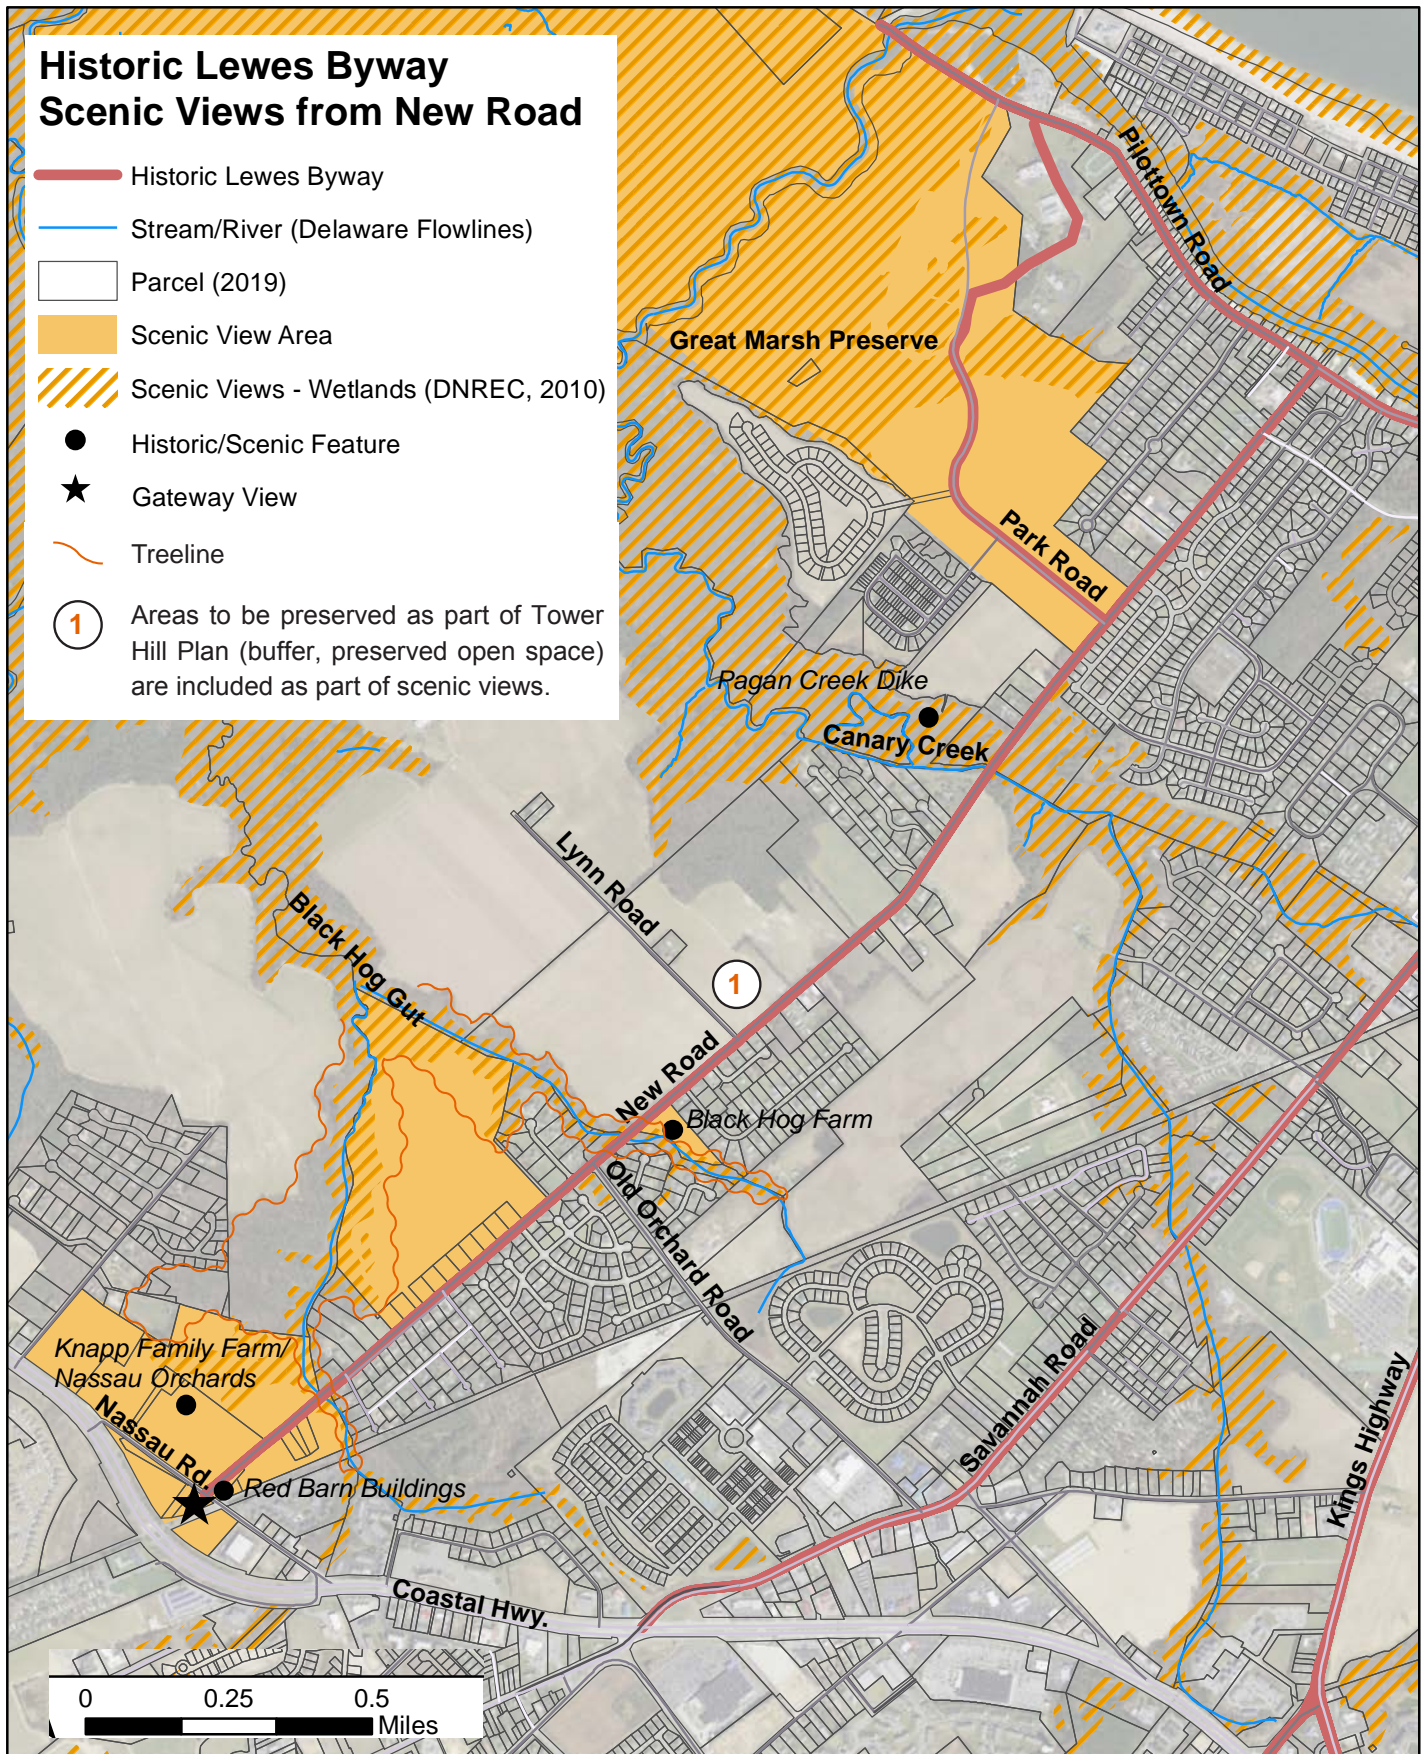 Historic Lewes Byway
Scenic Views from New Road
Historic Lewes Byway
Stream/River (Delaware Flowlines)
Parcel (2019)
Scenic View Area
Scenic Views - Wetlands (DNREC, 2010)
Historic/Scenic Feature
Gateway View
Treeline
1
Areas to be preserved as part of Tower
Hill Plan (buffer, preserved open space)
are included as part of scenic views.
Pilottown Road
Great Marsh Preserve
Park Road
Pagan Creek Dike
Canary Creek
Lynn Road
Black Hog Gut
1
New Road
Black Hog Farm
Old Orchard Road
Knapp Family Farm/
Nassau Orchards
Nassau Rd.
Red Barn Buildings
Savannah Road
Kings Highway
Coastal Hwy.
0 0.25 0.5
Miles